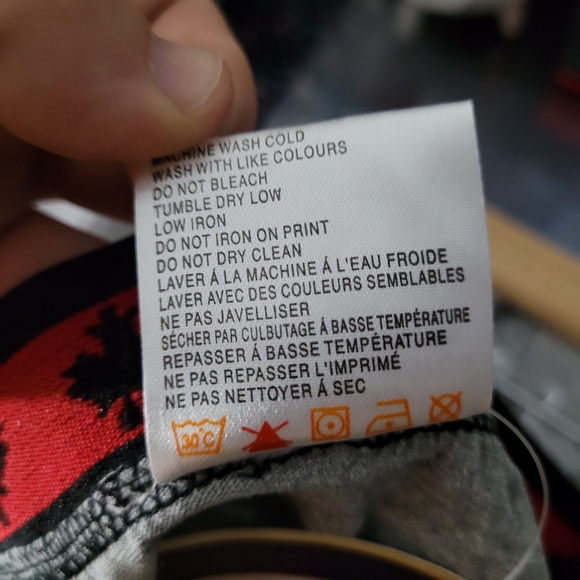 MACHINE WASH COLD
WASH WITH LIKE COLOURS
DO NOT BLEACH
TUMBLE DRY LOW
LOW IRON
DO NOT IRON ON PRINT
DO NOT DRY CLEAN
LAVER Á LA MACHINE Á L'EAU FROIDE
LAVER AVEC DES COULEURS SEMBLABLES
NE PAS JAVELLISER
SÉCHER PAR CULBUTAGE Á BASSE TEMPÉRATURE
REPASSER Á BASSE TEMPÉRATURE
NE PAS REPASSER L'IMPRIMÉ
NE PAS NETTOYER Á SEC
30°C